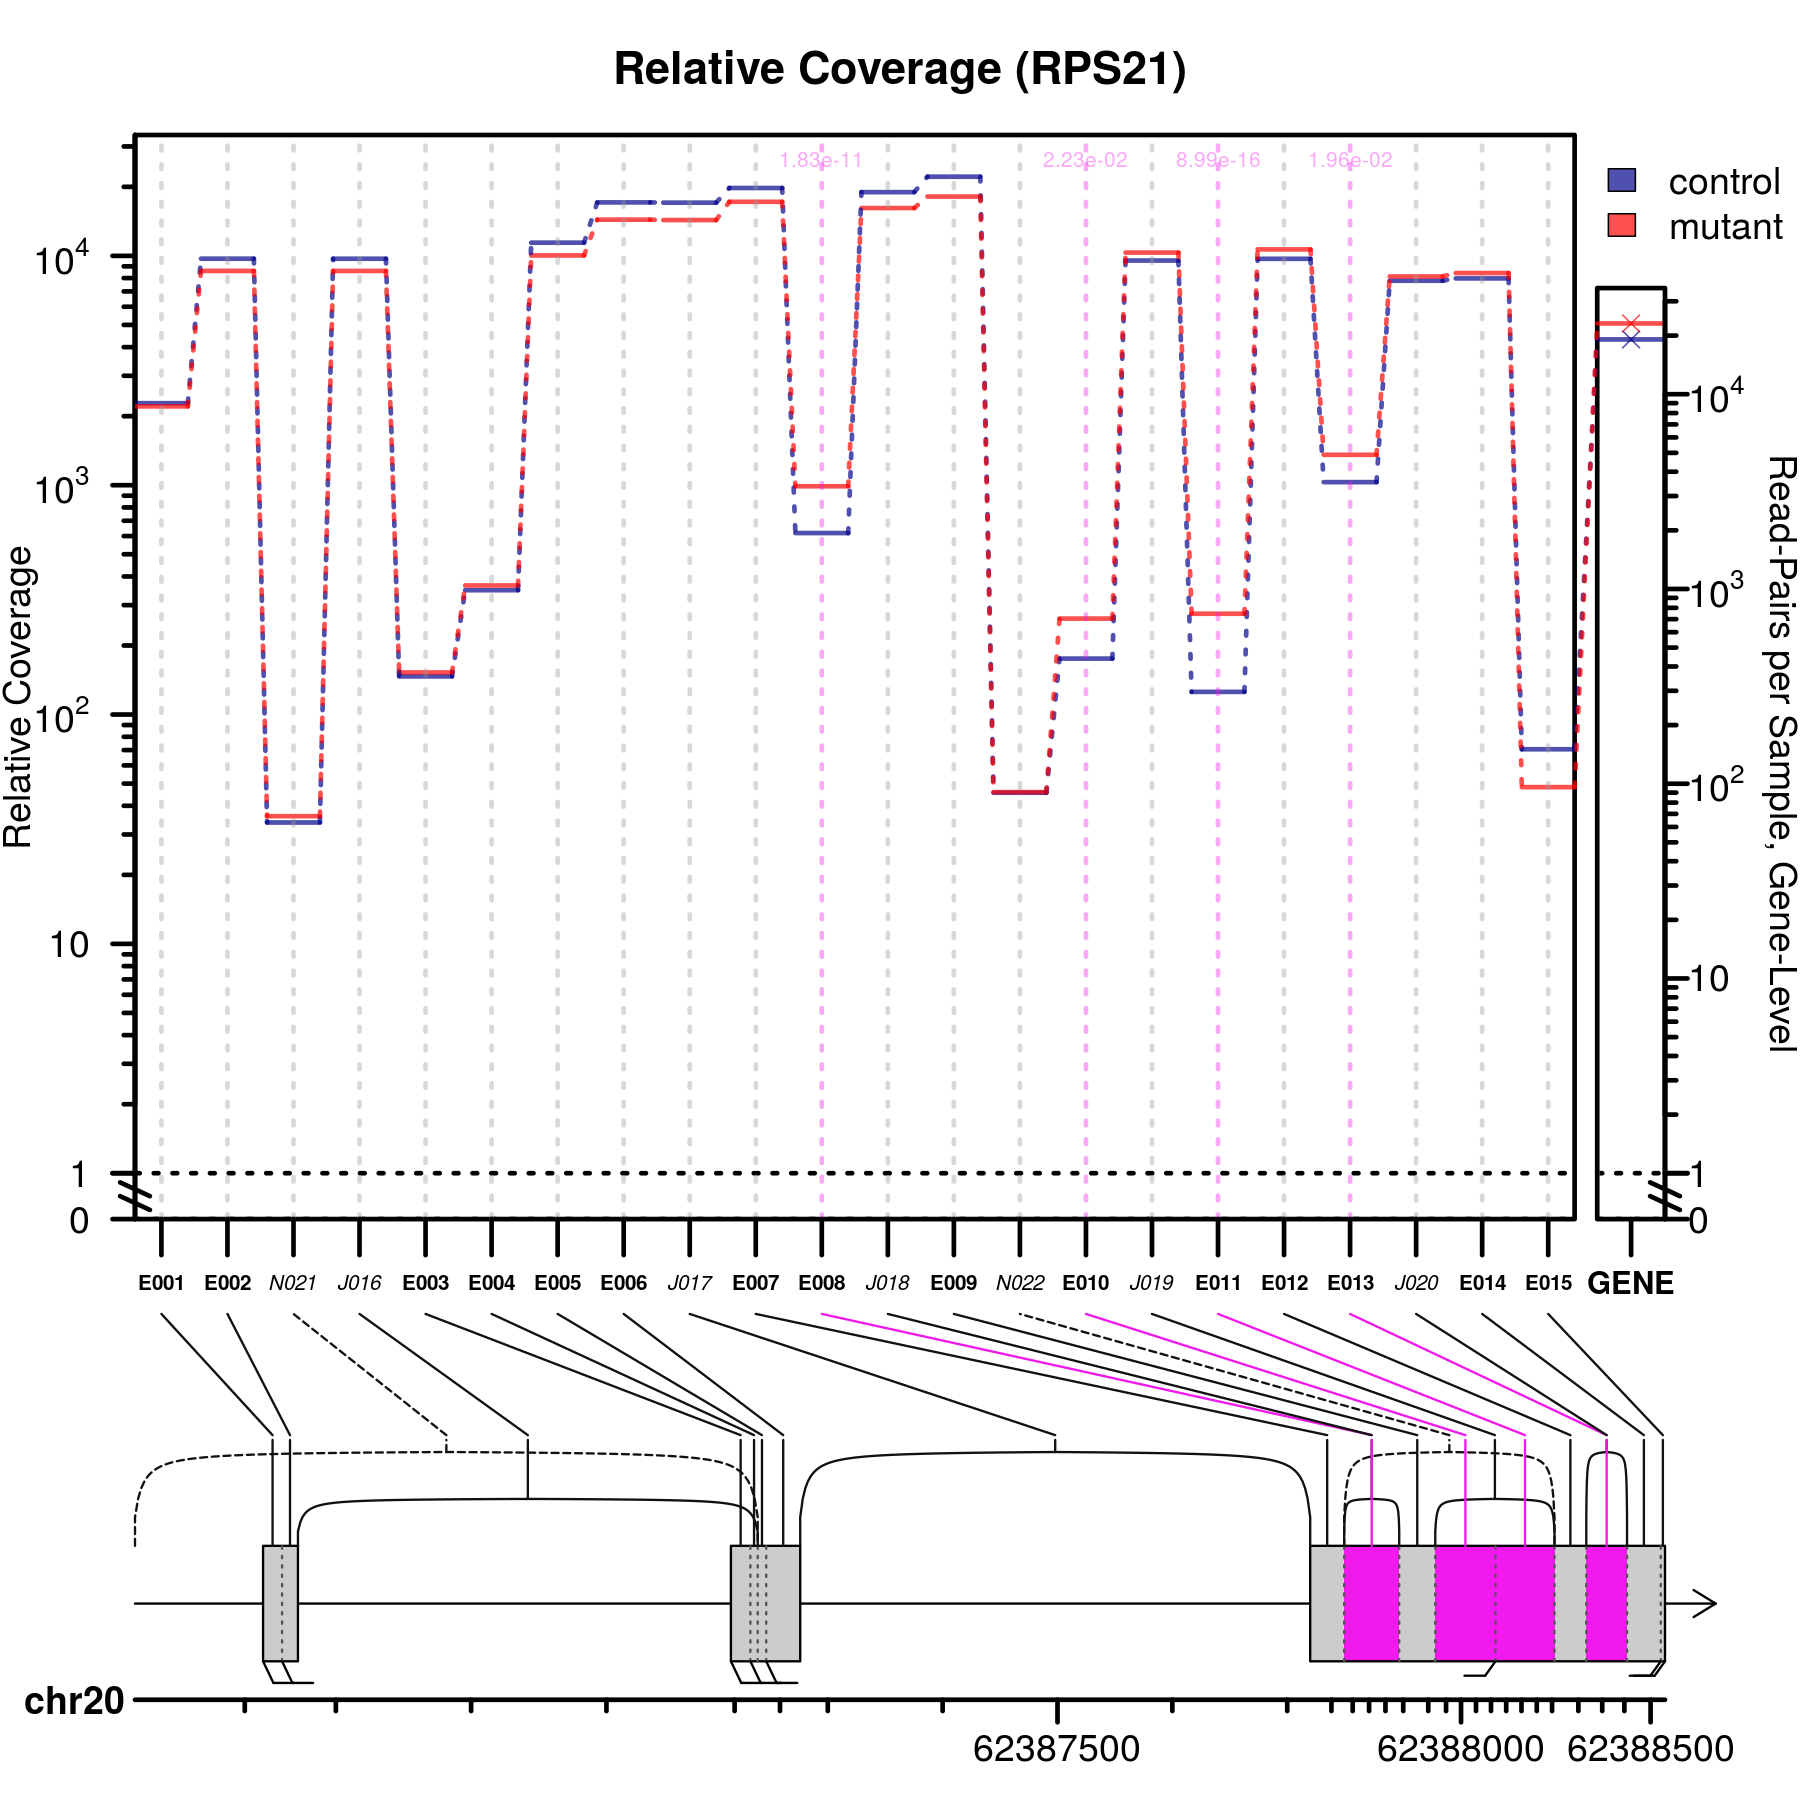 Relative Coverage (RPS21)
1.83e-11 2.23e-02 8.99e-16 1.96e-02
control
mutant
Relative Coverage
10^4
10^3
10^2
10
1
0
10^4
10^3
10^2
10
1
0
Read-Pairs per Sample, Gene-Level
E001 E002 N021 J016 E003 E004 E005 E006 J017 E007 E008 J018 E009 N022 E010 J019 E011 E012 E013 J020 E014 E015 GENE
chr20
62387500 62388000 62388500